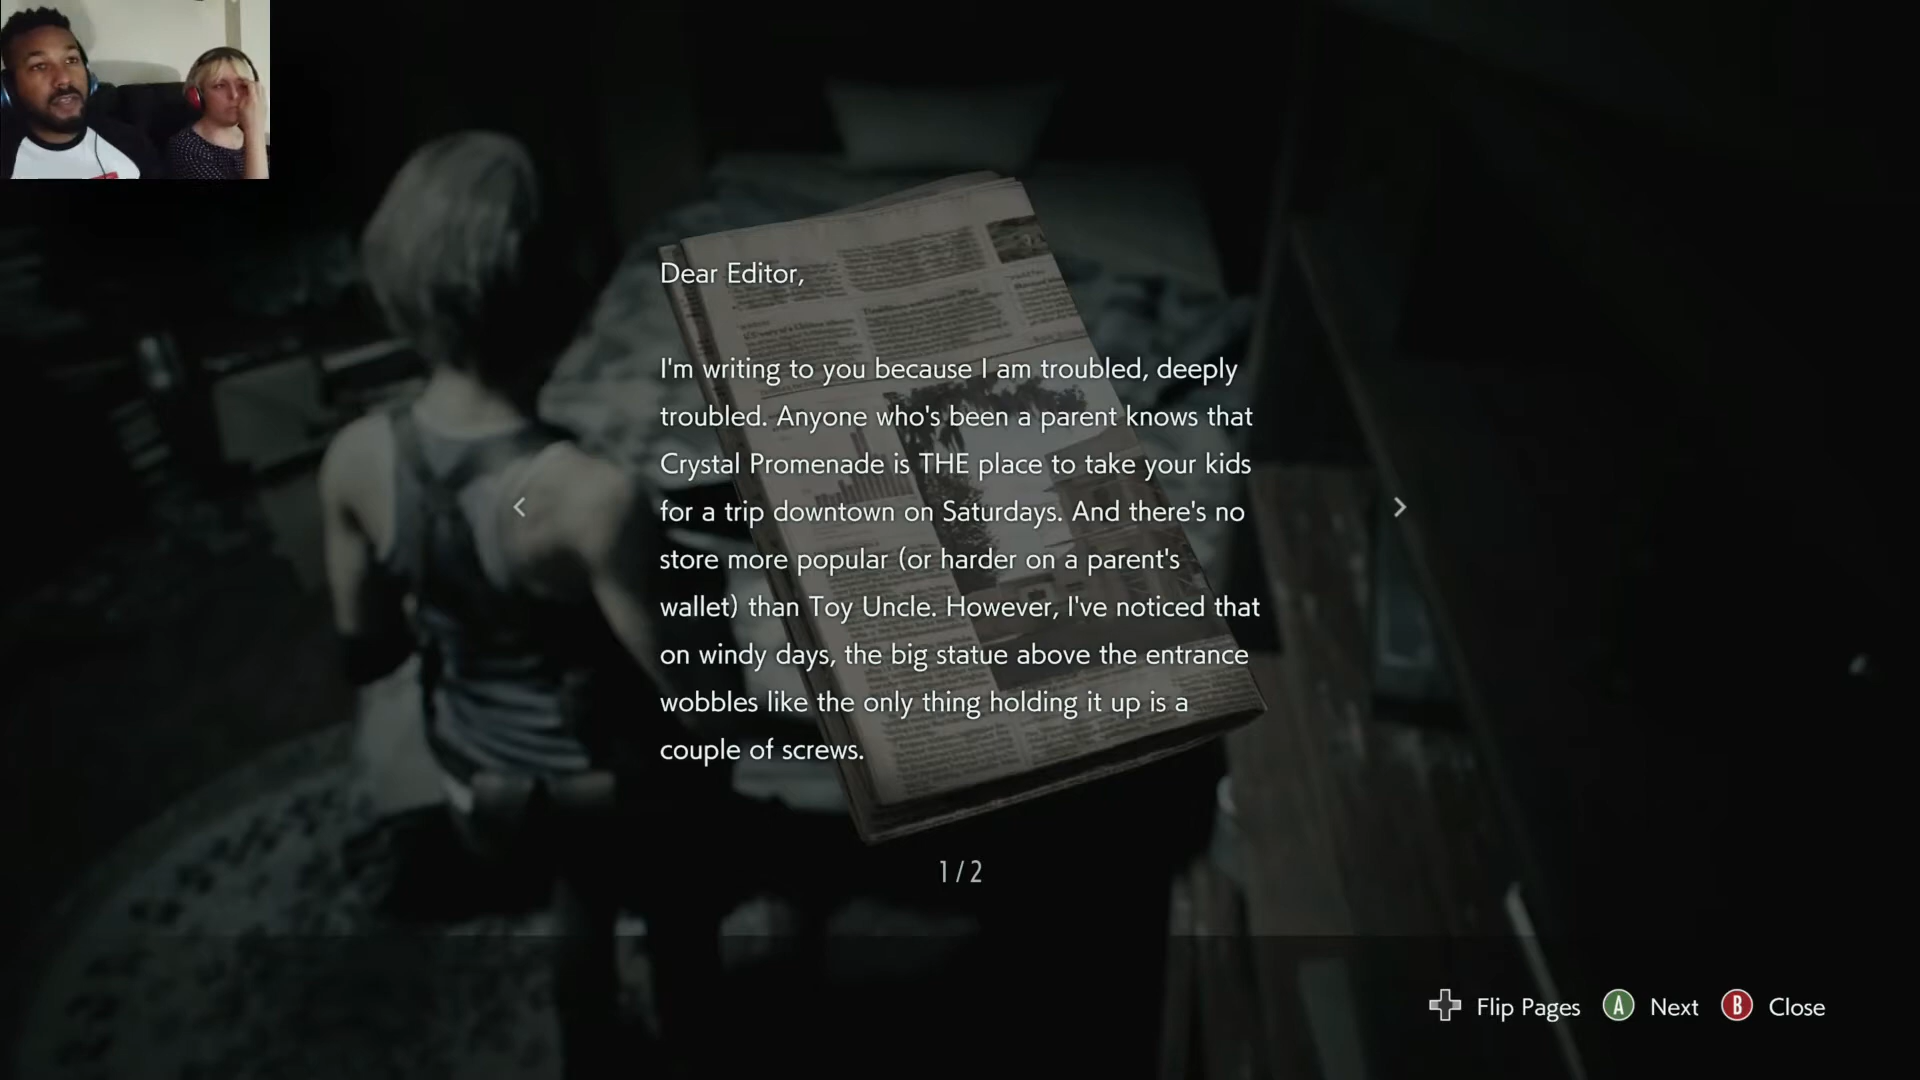 Dear Editor,
I'm writing to you because I am troubled, deeply
troubled. Anyone who's been a parent knows that
Crystal Promenade is THE place to take your kids
for a trip downtown on Saturdays. And there's no
store more popular (or harder on a parent's
wallet) than Toy Uncle. However, I've noticed that
on windy days, the big statue above the entrance
wobbles like the only thing holding it up is a
couple of screws.
1 / 2
Flip Pages A Next B Close